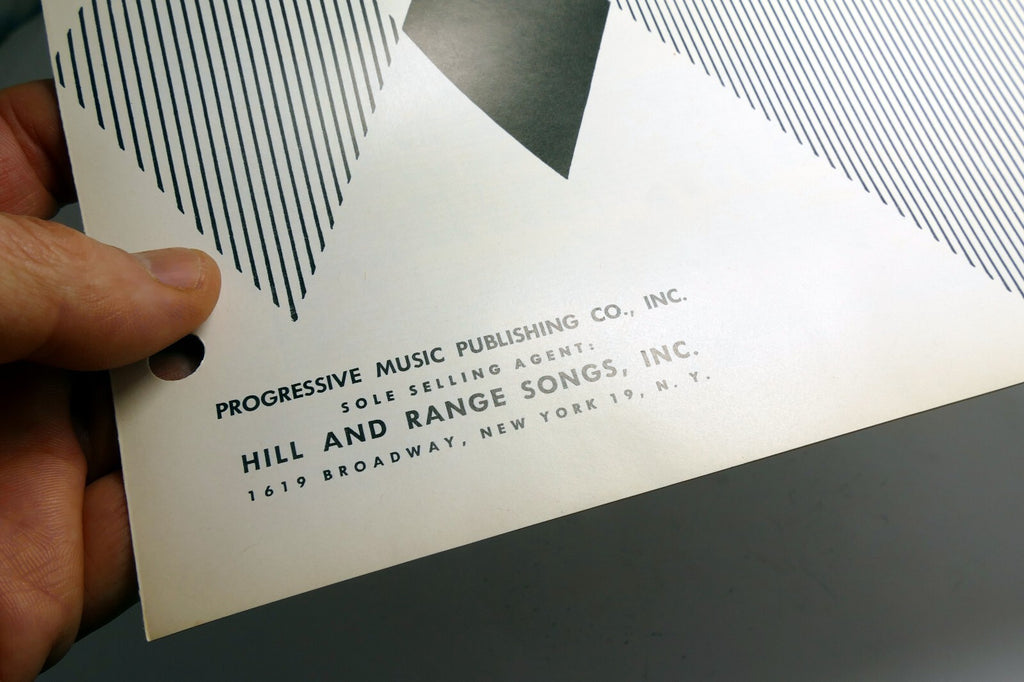 PROGRESSIVE MUSIC PUBLISHING CO., INC.
SOLE SELLING AGENT:
HILL AND RANGE SONGS, INC.
1619 BROADWAY, NEW YORK 19, N. Y.